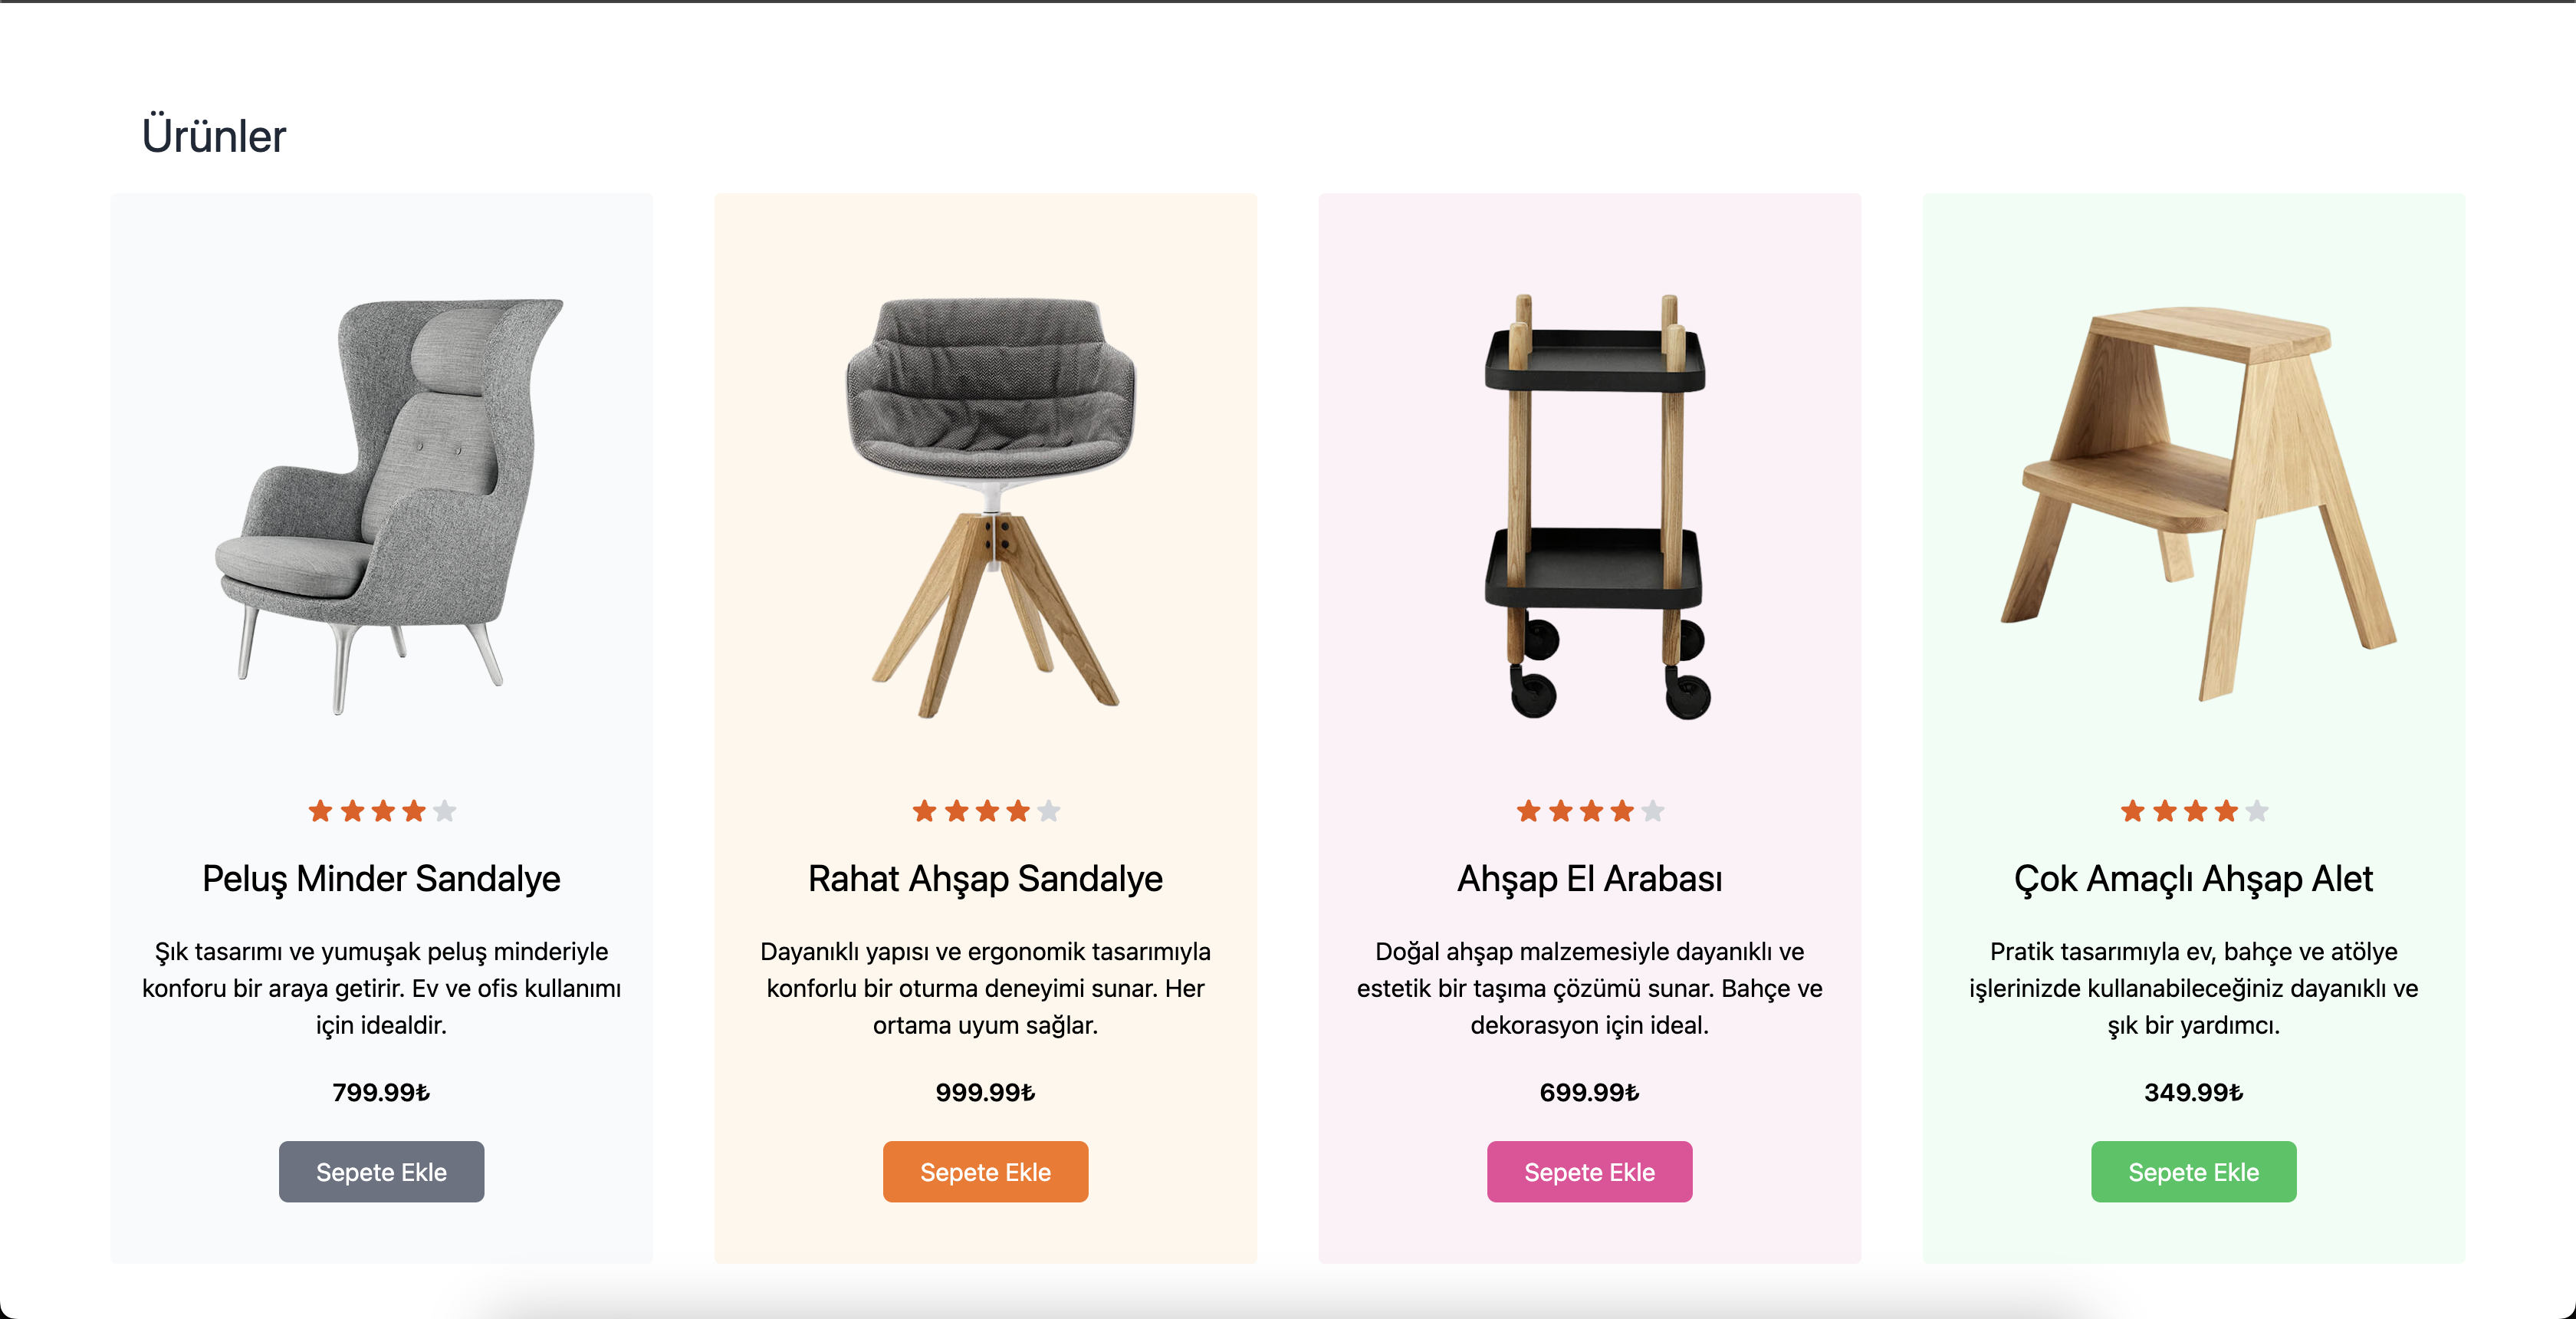 Ürünler
Peluş Minder Sandalye
Şık tasarımı ve yumuşak peluş minderiyle
konforu bir araya getirir. Ev ve ofis kullanımı
için idealdir.
799.99₺
Sepete Ekle
Rahat Ahşap Sandalye
Dayanıklı yapısı ve ergonomik tasarımıyla
konforlu bir oturma deneyimi sunar. Her
ortama uyum sağlar.
999.99₺
Sepete Ekle
Ahşap El Arabası
Doğal ahşap malzemesiyle dayanıklı ve
estetik bir taşıma çözümü sunar. Bahçe ve
dekorasyon için ideal.
699.99₺
Sepete Ekle
Çok Amaçlı Ahşap Alet
Pratik tasarımıyla ev, bahçe ve atölye
işlerinizde kullanabileceğiniz dayanıklı ve
şık bir yardımcı.
349.99₺
Sepete Ekle